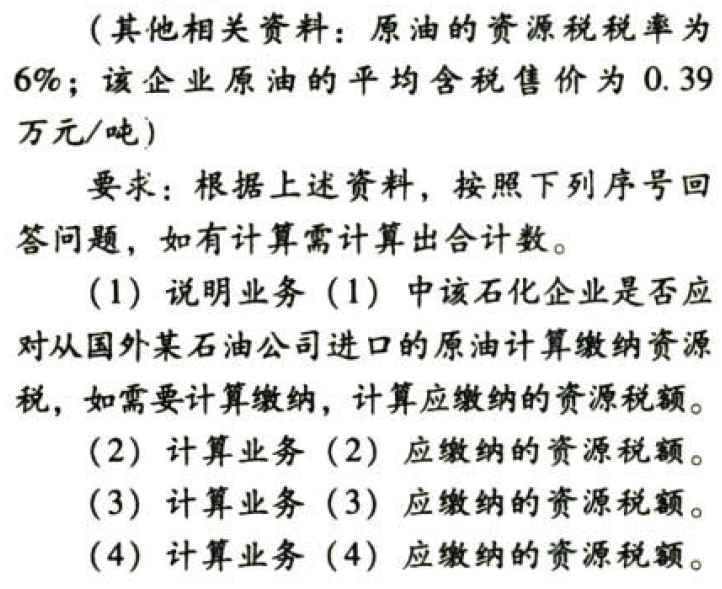 (其他相关资料：原油的资源税税率为
6%；该企业原油的平均含税售价为 0.39
万元/吨)
要求：根据上述资料，按照下列序号回
答问题，如有计算需计算出合计数。
(1) 说明业务 (1) 中该石化企业是否应
对从国外某石油公司进口的原油计算缴纳资源
税，如需要计算缴纳，计算应缴纳的资源税额。
(2) 计算业务 (2) 应缴纳的资源税额。
(3) 计算业务 (3) 应缴纳的资源税额。
(4) 计算业务 (4) 应缴纳的资源税额。